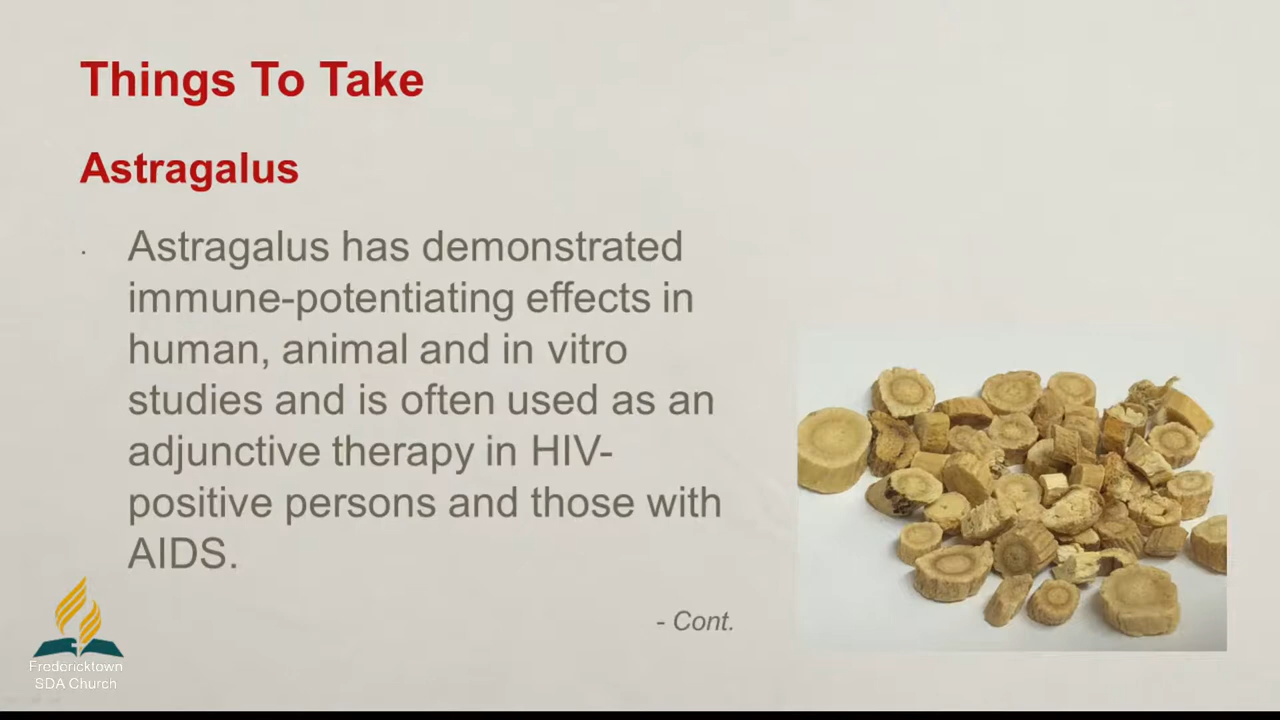 Things To Take
Astragalus
· Astragalus has demonstrated
immune-potentiating effects in
human, animal and in vitro
studies and is often used as an
adjunctive therapy in HIV-
positive persons and those with
AIDS.
- Cont.
Fredericktown
SDA Church